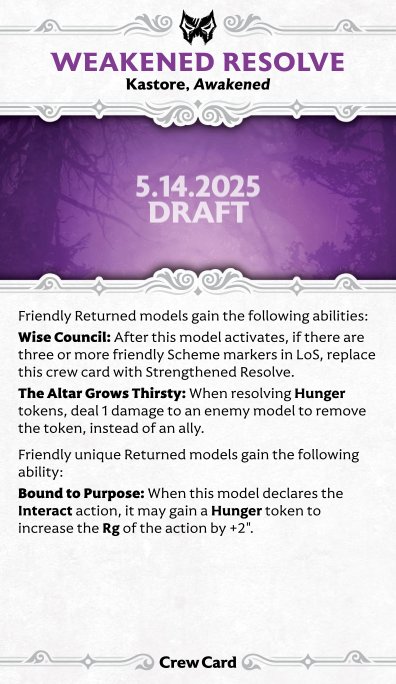 WEAKENED RESOLVE
Kastore, Awakened
5.14.2025
DRAFT
Friendly Returned models gain the following abilities:
Wise Council: After this model activates, if there are
three or more friendly Scheme markers in LoS, replace
this crew card with Strengthened Resolve.
The Altar Grows Thirsty: When resolving Hunger
tokens, deal 1 damage to an enemy model to remove
the token, instead of an ally.
Friendly unique Returned models gain the following
ability:
Bound to Purpose: When this model declares the
Interact action, it may gain a Hunger token to
increase the Rg of the action by +2".
Crew Card